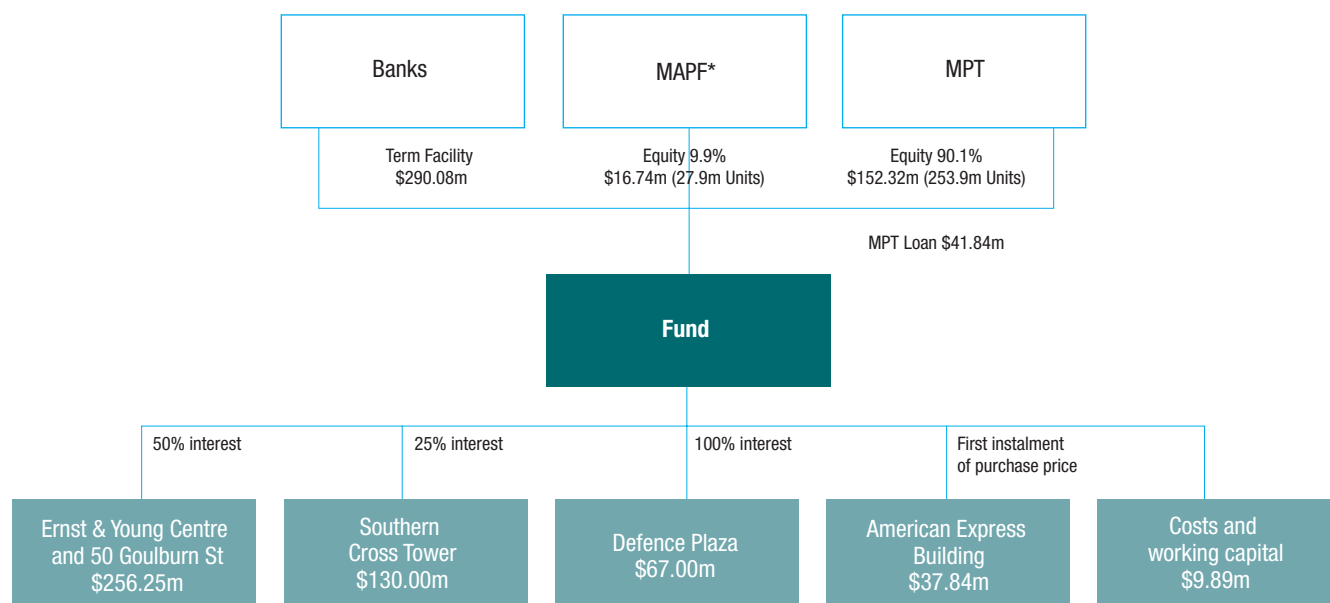 Banks
MAPF*
MPT
Term Facility
$290.08m
Equity 9.9%
$16.74m (27.9m Units)
Equity 90.1%
$152.32m (253.9m Units)
MPT Loan $41.84m
Fund
50% interest
25% interest
100% interest
First instalment
of purchase price
Ernst & Young Centre
and 50 Goulburn St
$256.25m
Southern
Cross Tower
$130.00m
Defence Plaza
$67.00m
American Express
Building
$37.84m
Costs and
working capital
$9.89m